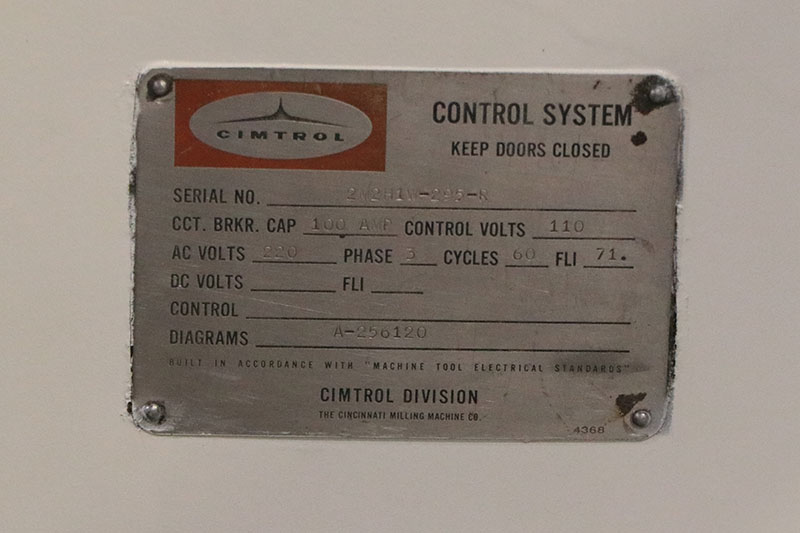 CIMTROL
CONTROL SYSTEM
KEEP DOORS CLOSED
SERIAL NO.
CCT. BRKR. CAP 100 AMP CONTROL VOLTS 110
AC VOLTS 220 PHASE 3 CYCLES 60 FLI 71.
DC VOLTS FLI
CONTROL
DIAGRAMS A-256120
BUILT IN ACCORDANCE WITH "MACHINE TOOL ELECTRICAL STANDARDS"
CIMTROL DIVISION
THE CINCINNATI MILLING MACHINE CO.
4368